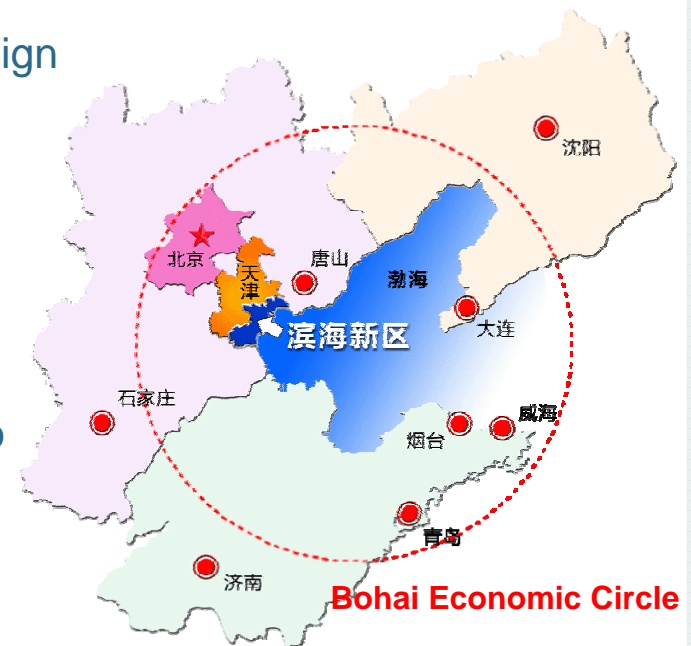 ign
沈阳
北京
天
津
唐山
渤海
大连
滨海新区
石家庄
威海
烟台
青岛
济南
Bohai Economic Circle